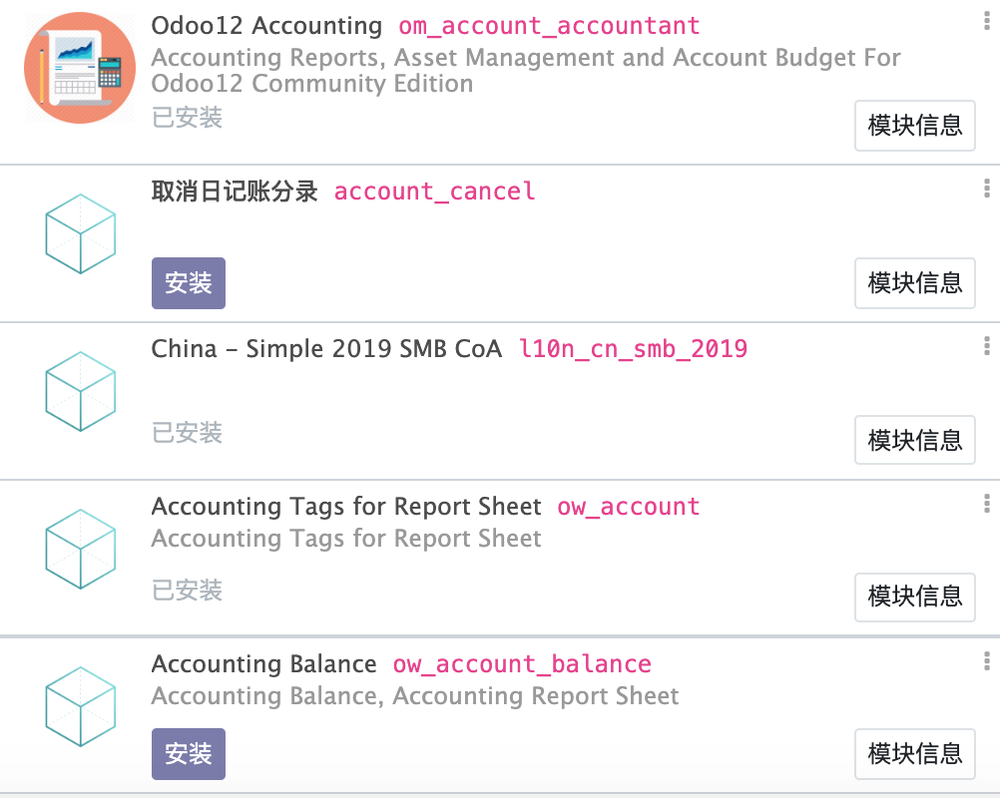 Odoo12 Accounting om_account_accountant
Accounting Reports, Asset Management and Account Budget For
Odoo12 Community Edition
已安装
模块信息
取消日记账分录 account_cancel
安装
模块信息
China – Simple 2019 SMB CoA l10n_cn_smb_2019
已安装
模块信息
Accounting Tags for Report Sheet ow_account
Accounting Tags for Report Sheet
已安装
模块信息
Accounting Balance ow_account_balance
Accounting Balance, Accounting Report Sheet
安装
模块信息